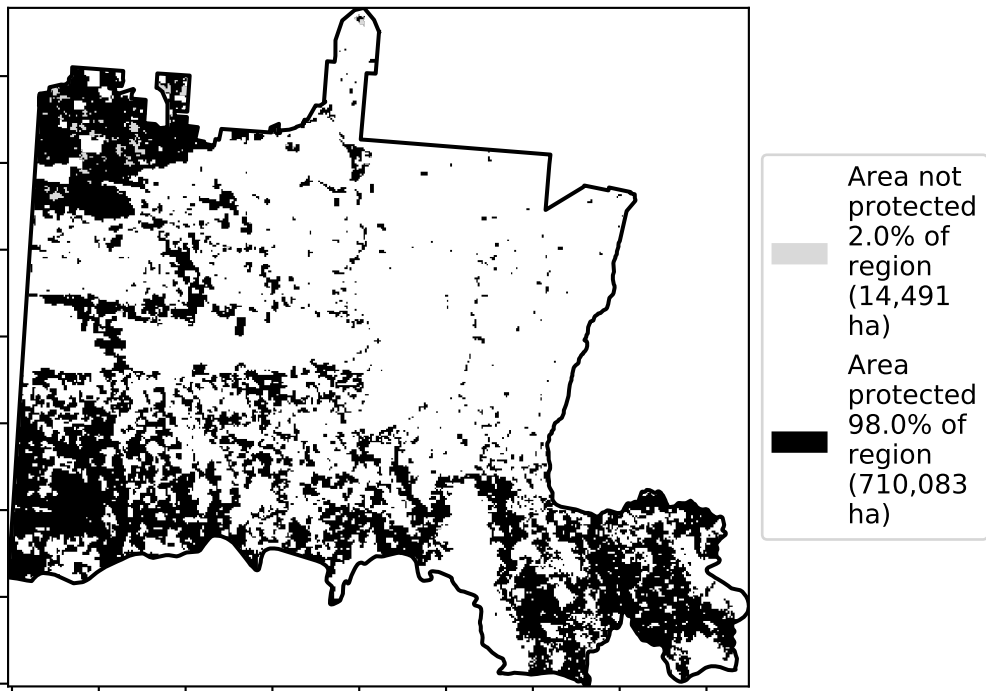 Area not
protected
2.0% of
region
(14,491
ha)
Area
protected
98.0% of
region
(710,083
ha)